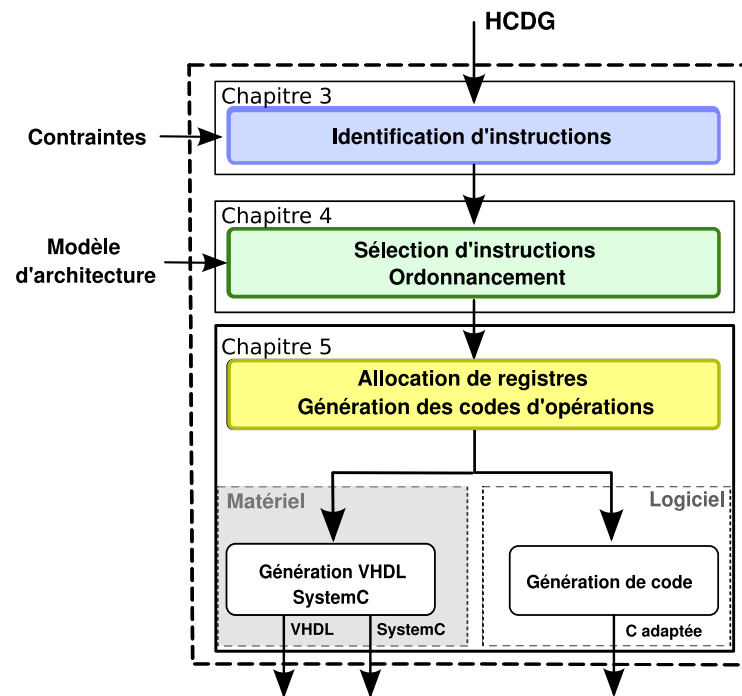 HCDG
Chapitre 3
Contraintes
Identification d'instructions
Chapitre 4
Modèle
d'architecture
Sélection d'instructions
Ordonnancement
Chapitre 5
Allocation de registres
Génération des codes d'opérations
Matériel
Logiciel
Génération VHDL
SystemC
Génération de code
VHDL
SystemC
C adaptée